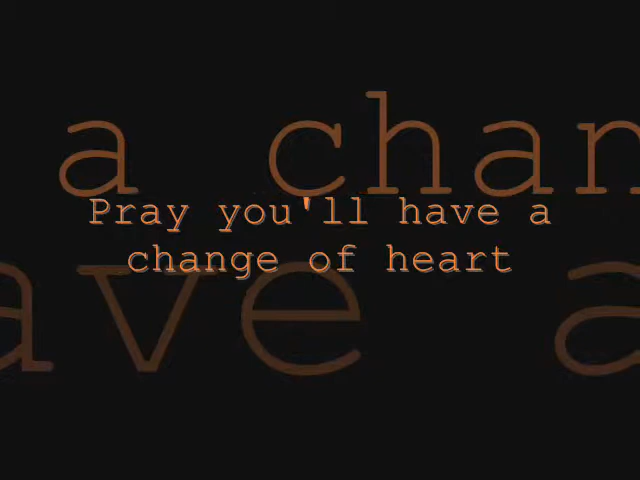 a chan
Pray you'll have a
change of heart
ave a